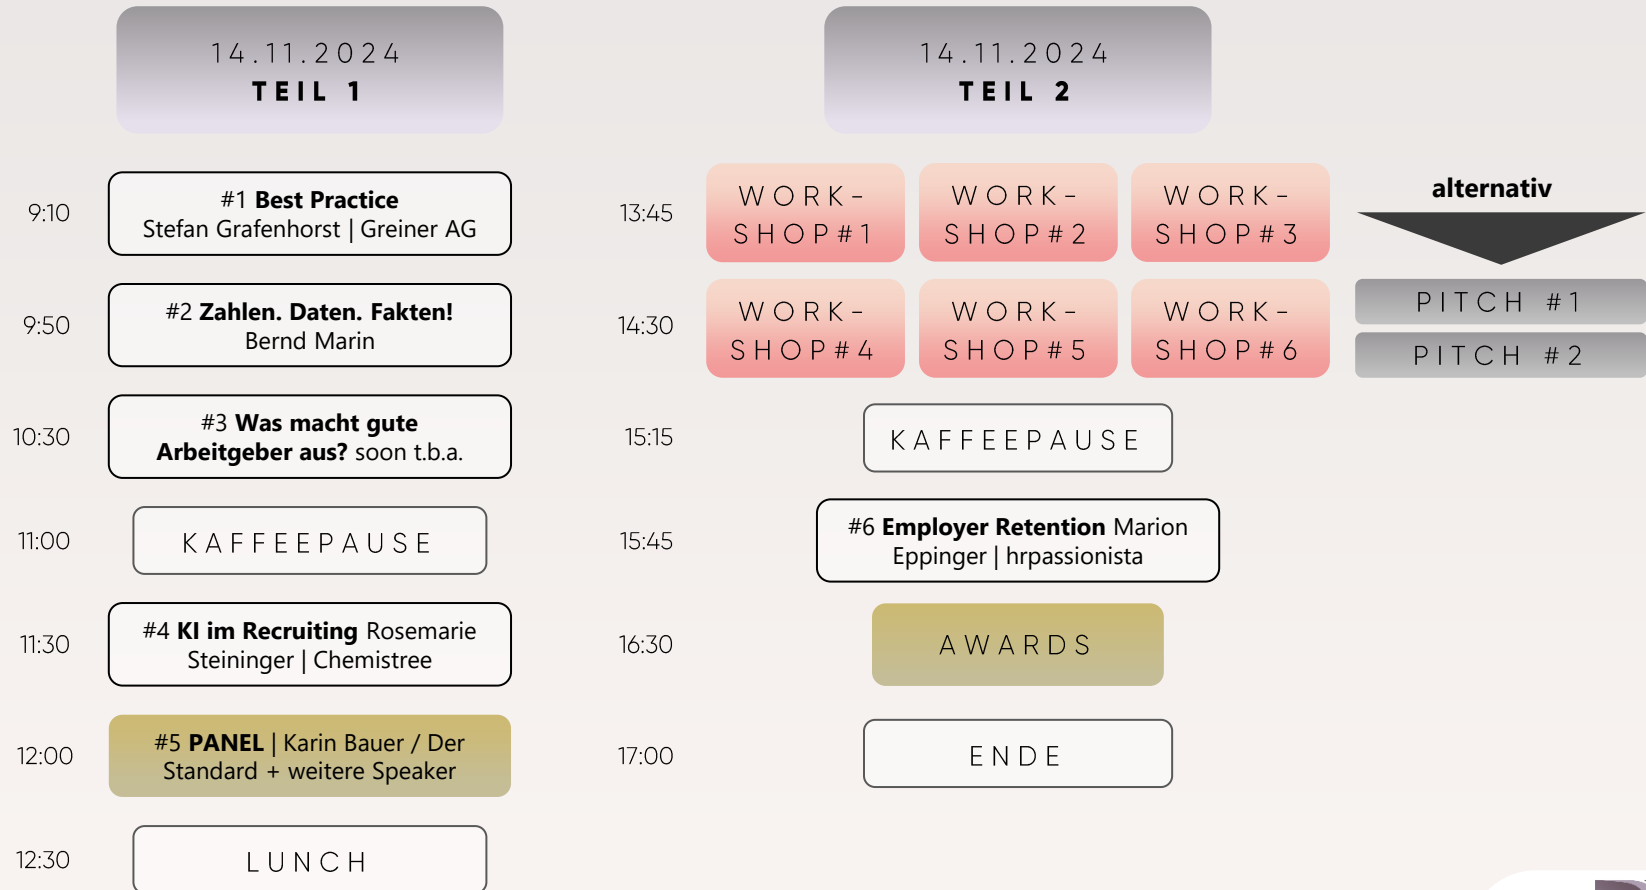 14.11.2024
TEIL 1
9:10
#1 Best Practice
Stefan Grafenhorst | Greiner AG
9:50
#2 Zahlen. Daten. Fakten!
Bernd Marin
10:30
#3 Was macht gute
Arbeitgeber aus? soon t.b.a.
11:00
KAFFEEPAUSE
11:30
#4 KI im Recruiting Rosemarie
Steininger | Chemistree
12:00
#5 PANEL | Karin Bauer / Der
Standard + weitere Speaker
12:30
LUNCH
14.11.2024
TEIL 2
13:45
WORK-
SHOP#1
WORK-
SHOP#2
WORK-
SHOP#3
alternativ
14:30
WORK-
SHOP#4
WORK-
SHOP#5
WORK-
SHOP#6
PITCH #1
PITCH #2
15:15
KAFFEEPAUSE
15:45
#6 Employer Retention Marion
Eppinger | hrpassionista
16:30
AWARDS
17:00
ENDE